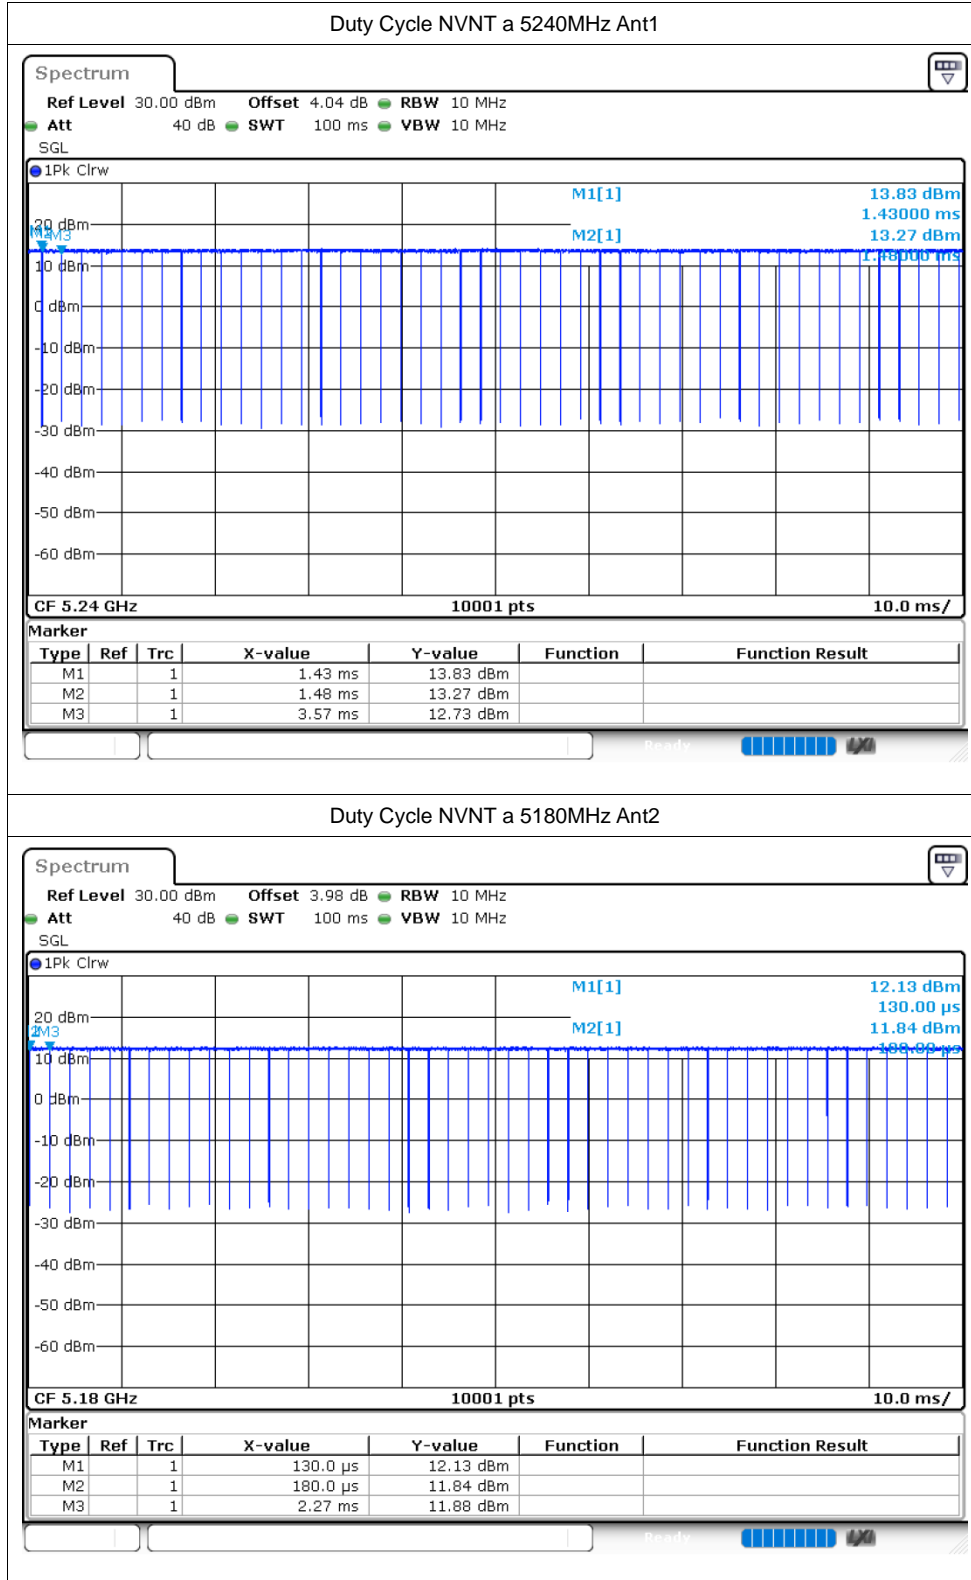 Duty Cycle NVNT a 5240MHz Ant1
Spectrum
Ref Level 30.00 dBm Offset 4.04 dB RBW 10 MHz
Att 40 dB SWT 100 ms VBW 10 MHz
SGL
1Pk Clrw
M1[1] 13.83 dBm
1.43000 ms
20 dBm
M3
M2[1] 13.27 dBm
1.48000 ms
10 dBm
0 dBm
-10 dBm
-20 dBm
-30 dBm
-40 dBm
-50 dBm
-60 dBm
CF 5.24 GHz 10001 pts 10.0 ms/
Marker
Type Ref Trc X-value Y-value Function Function Result
M1 1 1.43 ms 13.83 dBm
M2 1 1.48 ms 13.27 dBm
M3 1 3.57 ms 12.73 dBm
Ready LXI
Duty Cycle NVNT a 5180MHz Ant2
Spectrum
Ref Level 30.00 dBm Offset 3.98 dB RBW 10 MHz
Att 40 dB SWT 100 ms VBW 10 MHz
SGL
1Pk Clrw
M1[1] 12.13 dBm
130.00 µs
20 dBm
M3
M2[1] 11.84 dBm
10 dBm
0 dBm
-10 dBm
-20 dBm
-30 dBm
-40 dBm
-50 dBm
-60 dBm
CF 5.18 GHz 10001 pts 10.0 ms/
Marker
Type Ref Trc X-value Y-value Function Function Result
M1 1 130.0 µs 12.13 dBm
M2 1 180.0 µs 11.84 dBm
M3 1 2.27 ms 11.88 dBm
Ready LXI